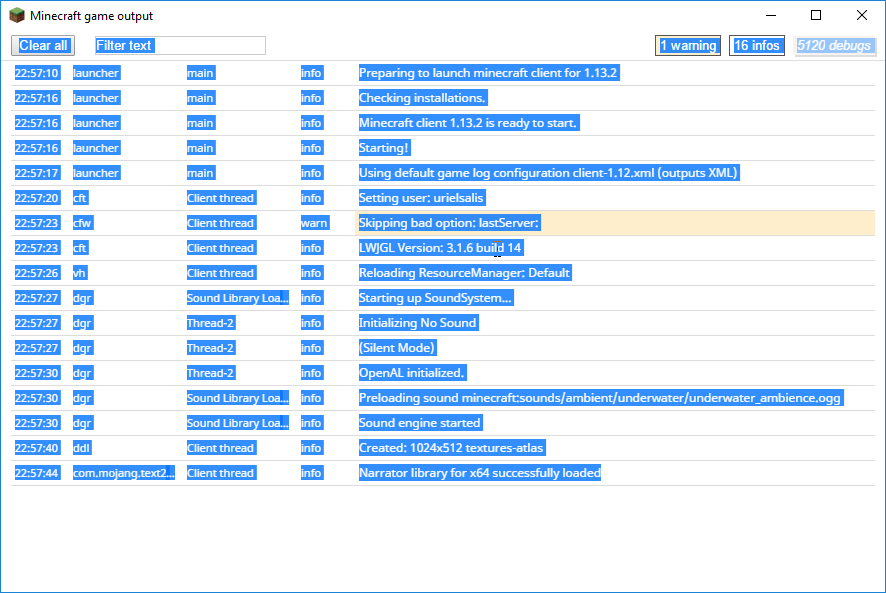 Minecraft game output
Clear all Filter text 1 warning 16 infos 5120 debugs
22:57:10 launcher main info Preparing to launch minecraft client for 1.13.2
22:57:16 launcher main info Checking installations.
22:57:16 launcher main info Minecraft client 1.13.2 is ready to start.
22:57:16 launcher main info Starting!
22:57:17 launcher main info Using default game log configuration client-1.12.xml (outputs XML)
22:57:20 cft Client thread info Setting user: urielsalis
22:57:23 cfw Client thread warn Skipping bad option: lastServer:
22:57:23 cft Client thread info LWJGL Version: 3.1.6 build 14
22:57:26 vh Client thread info Reloading ResourceManager: Default
22:57:27 dgr Sound Library Loa... info Starting up SoundSystem...
22:57:27 dgr Thread-2 info Initializing No Sound
22:57:27 dgr Thread-2 info (Silent Mode)
22:57:30 dgr Thread-2 info OpenAL initialized.
22:57:30 dgr Sound Library Loa... info Preloading sound minecraft:sounds/ambient/underwater/underwater_ambience.ogg
22:57:30 dgr Sound Library Loa... info Sound engine started
22:57:40 ddl Client thread info Created: 1024x512 textures-atlas
22:57:44 com.mojang.text2... Client thread info Narrator library for x64 successfully loaded